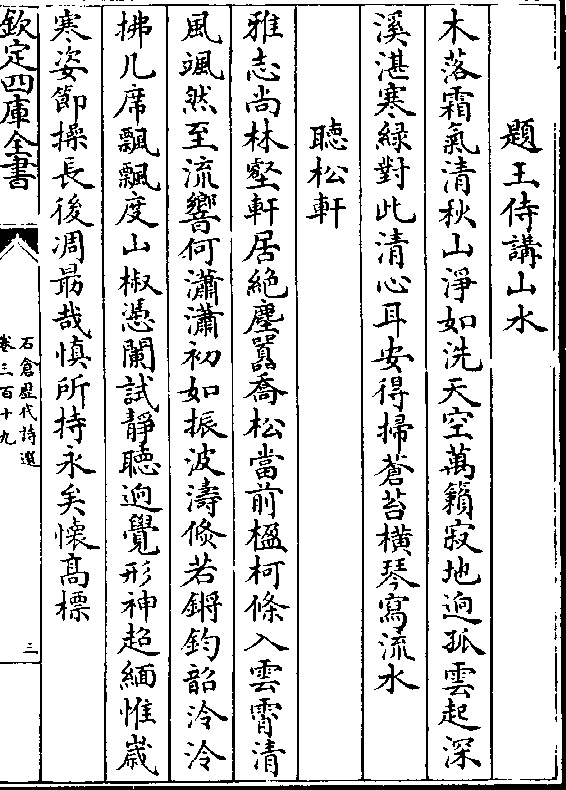 題王侍講山水
木落霜氣清秋山淨如洗天空萬籟寂地迥孤雲起深
溪湛寒緑對此清心耳安得掃蒼苔橫琴寫流水
聽松軒
雅志尚林壑軒居絶塵囂喬松當前楹柯條入雲霄清
風颯然至流響何瀟瀟初如振波濤倐若鏘鈞韶泠泠
拂几席飄飄度山椒憑闌試靜聽逈覺形神超緬惟歳
寒姿節操長後凋朂哉慎所持永矣懷髙標
欽定四庫全書
石倉歴代詩選
卷三百十九
三